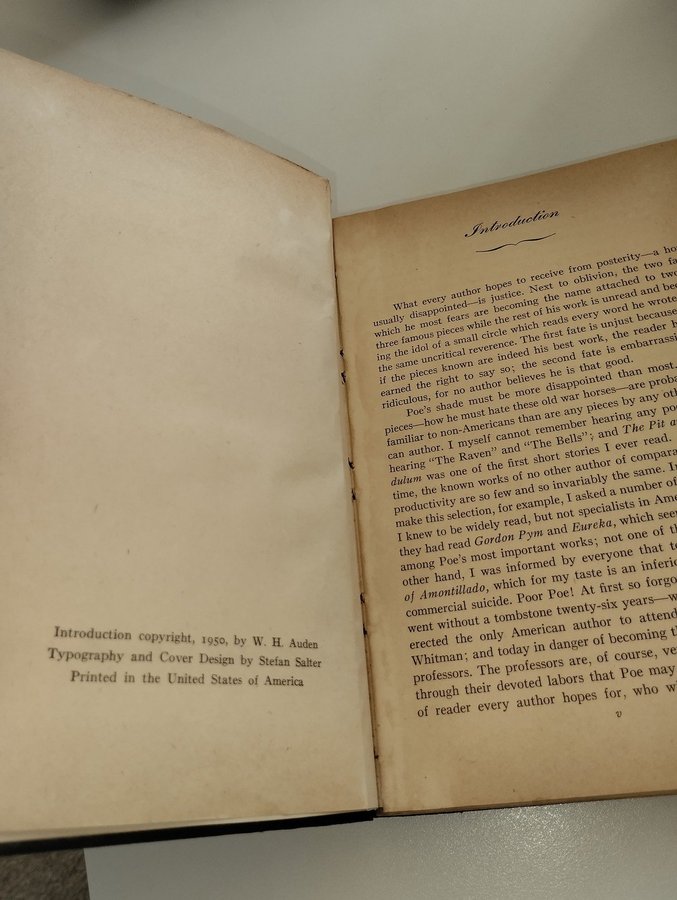 Introduction copyright, 1950, by W. H. Auden
Typography and Cover Design by Stefan Salter
Printed in the United States of America
Introduction
What every author hopes to receive from posterity—a ho
usually disappointed—is justice. Next to oblivion, the two fa
which he most fears are becoming the name attached to two
three famous pieces while the rest of his work is unread and bec
ing the idol of a small circle which reads every word he wrote
the same uncritical reverence. The first fate is unjust because
if the pieces known are indeed his best work, the reader h
earned the right to say so; the second fate is embarrassi
ridiculous, for no author believes he is that good.
Poe's shade must be more disappointed than most.
pieces—how he must hate these old war horses—are proba
familiar to non-Americans than are any pieces by any oth
can author. I myself cannot remember hearing any poe
hearing "The Raven" and "The Bells"; and The Pit a
dulum was one of the first short stories I ever read.
time, the known works of no other author of compara
productivity are so few and so invariably the same. In
make this selection, for example, I asked a number of
I knew to be widely read, but not specialists in Ame
they had read Gordon Pym and Eureka, which seem
among Poe's most important works; not one of th
other hand, I was informed by everyone that to
of Amontillado, which for my taste is an inferio
commercial suicide. Poor Poe! At first so forgo
went without a tombstone twenty-six years—w
erected the only American author to attend
Whitman; and today in danger of becoming th
professors. The professors are, of course, ve
through their devoted labors that Poe may
of reader every author hopes for, who w
v